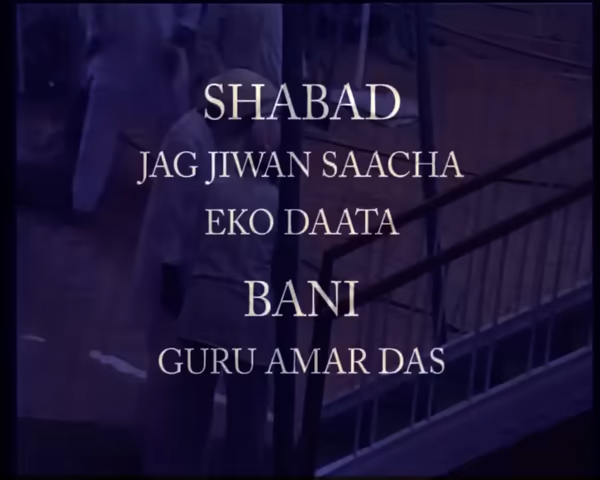 SHABAD
JAG JIWAN SAACHA
EKO DAATA
BANI
GURU AMAR DAS